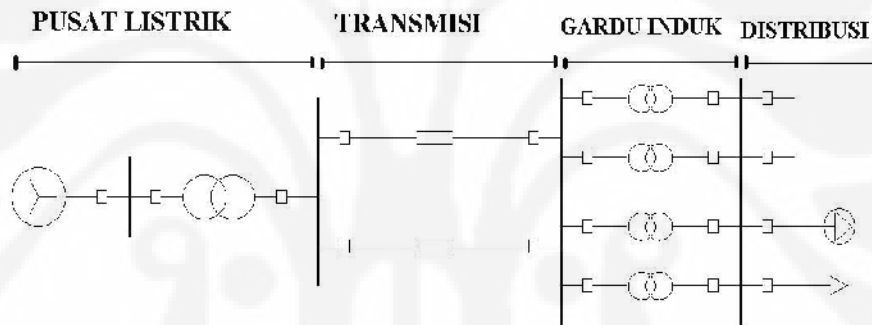 PUSAT LISTRIK
TRANSMISI
GARDU INDUK
DISTRIBUSI